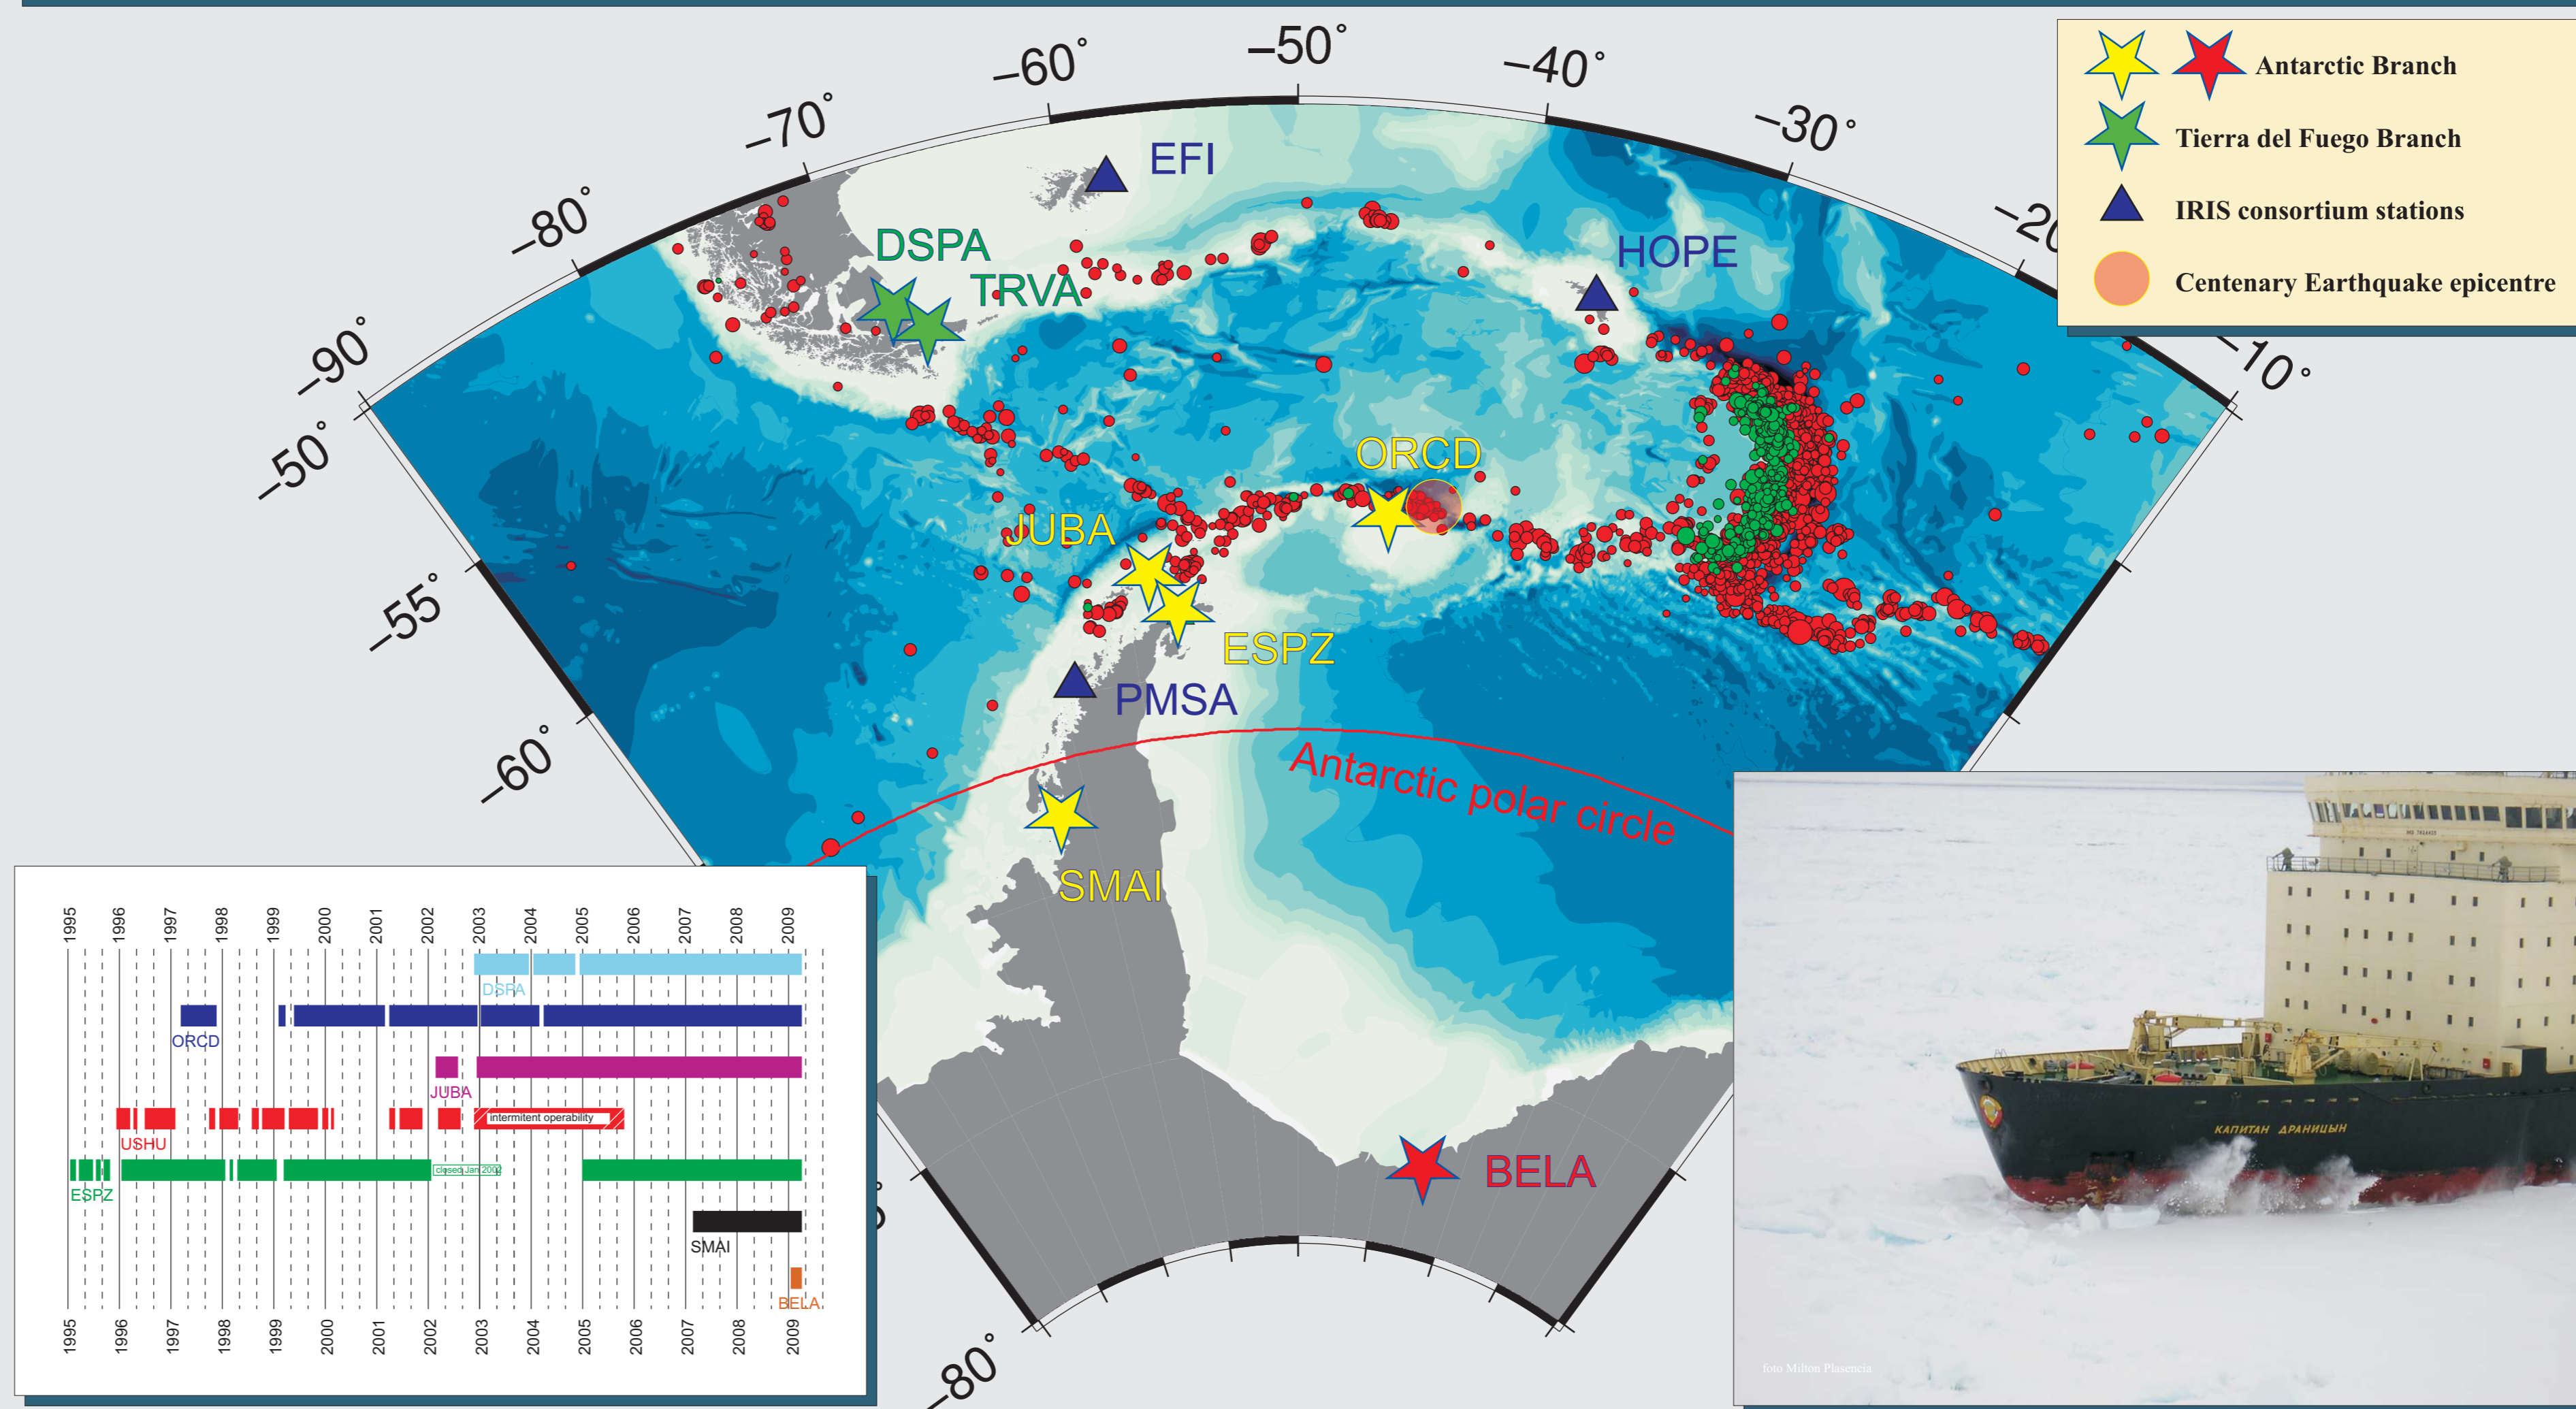 −60°
−50°
−40°
−70°
−30°
−80°
−20
−90°
−10°
−50°
−55°
−60°
−80°
Antarctic Branch
Tierra del Fuego Branch
IRIS consortium stations
Centenary Earthquake epicentre
EFI
DSPA
TRVA
HOPE
ORCD
JUBA
ESPZ
PMSA
Antarctic polar circle
SMAI
BELA
1995 1996 1997 1998 1999 2000 2001 2002 2003 2004 2005 2006 2007 2008 2009
DSPA
ORCD
JUBA
intermitent operability
USHU
closed Jan 2002
ESPZ
SMAI
BELA
1995 1996 1997 1998 1999 2000 2001 2002 2003 2004 2005 2006 2007 2008 2009
КАПИТАН ДРАНИЦЫН
foto Milton Plasencia